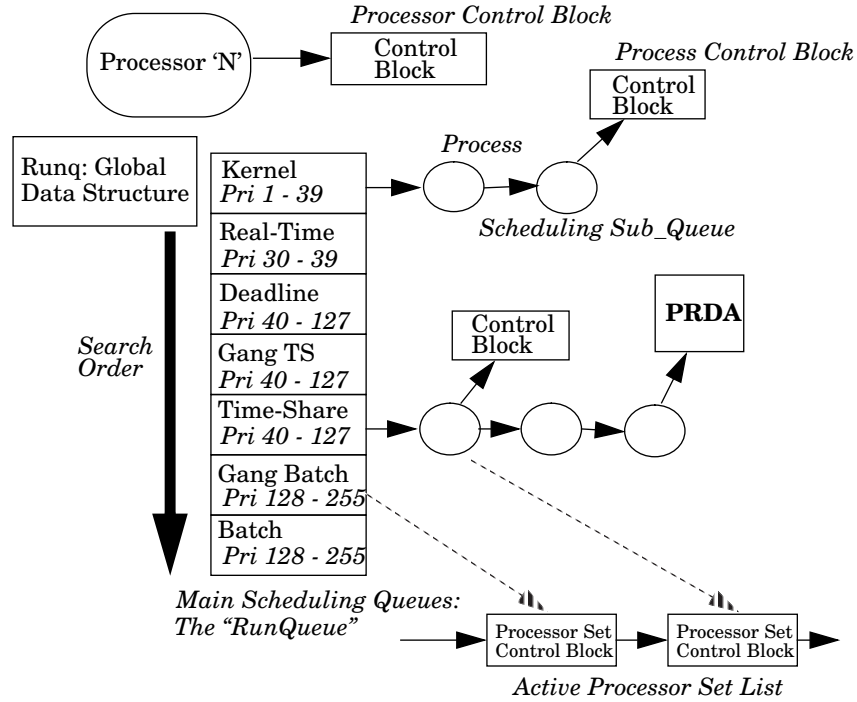 Processor Control Block
Processor ‘N’
Control
Block
Process Control Block
Control
Block
Runq: Global
Data Structure
Process
Scheduling Sub_Queue
Kernel
Pri 1 - 39
Real-Time
Pri 30 - 39
Deadline
Pri 40 - 127
Gang TS
Pri 40 - 127
Time-Share
Pri 40 - 127
Gang Batch
Pri 128 - 255
Batch
Pri 128 - 255
Search
Order
Control
Block
PRDA
Main Scheduling Queues:
The “RunQueue”
Processor Set
Control Block
Processor Set
Control Block
Active Processor Set List